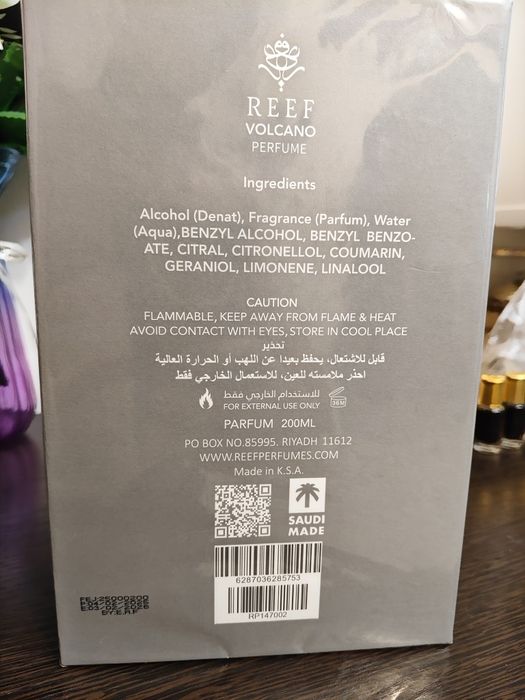 REEF
VOLCANO
PERFUME
Ingredients
Alcohol (Denat), Fragrance (Parfum), Water
(Aqua),BENZYL ALCOHOL, BENZYL BENZO-
ATE, CITRAL, CITRONELLOL, COUMARIN,
GERANIOL, LIMONENE, LINALOOL
CAUTION
FLAMMABLE, KEEP AWAY FROM FLAME & HEAT
AVOID CONTACT WITH EYES, STORE IN COOL PLACE
تحذير
قابل للاشتعال، يحفظ بعيدا عن اللهب أو الحرارة العالية
احذر ملامسته للعين، للاستعمال الخارجي فقط
للاستخدام الخارجي فقط
FOR EXTERNAL USE ONLY
36M
PARFUM 200ML
PO BOX NO.85995. RIYADH 11612
WWW.REEFPERFUMES.COM
Made in K.S.A.
SAUDI
MADE
6287036285753
RP147002